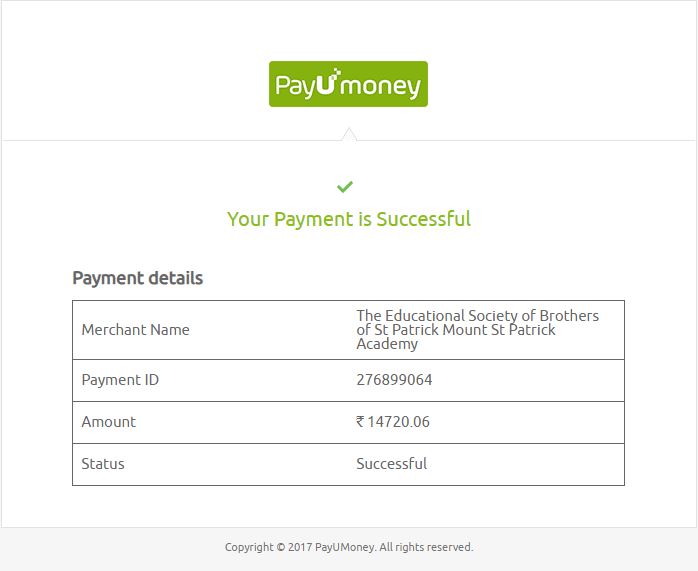 PayUmoney
Your Payment is Successful
Payment details
Merchant Name
The Educational Society of Brothers
of St Patrick Mount St Patrick
Academy
Payment ID
276899064
Amount
₹ 14720.06
Status
Successful
Copyright © 2017 PayUMoney. All rights reserved.